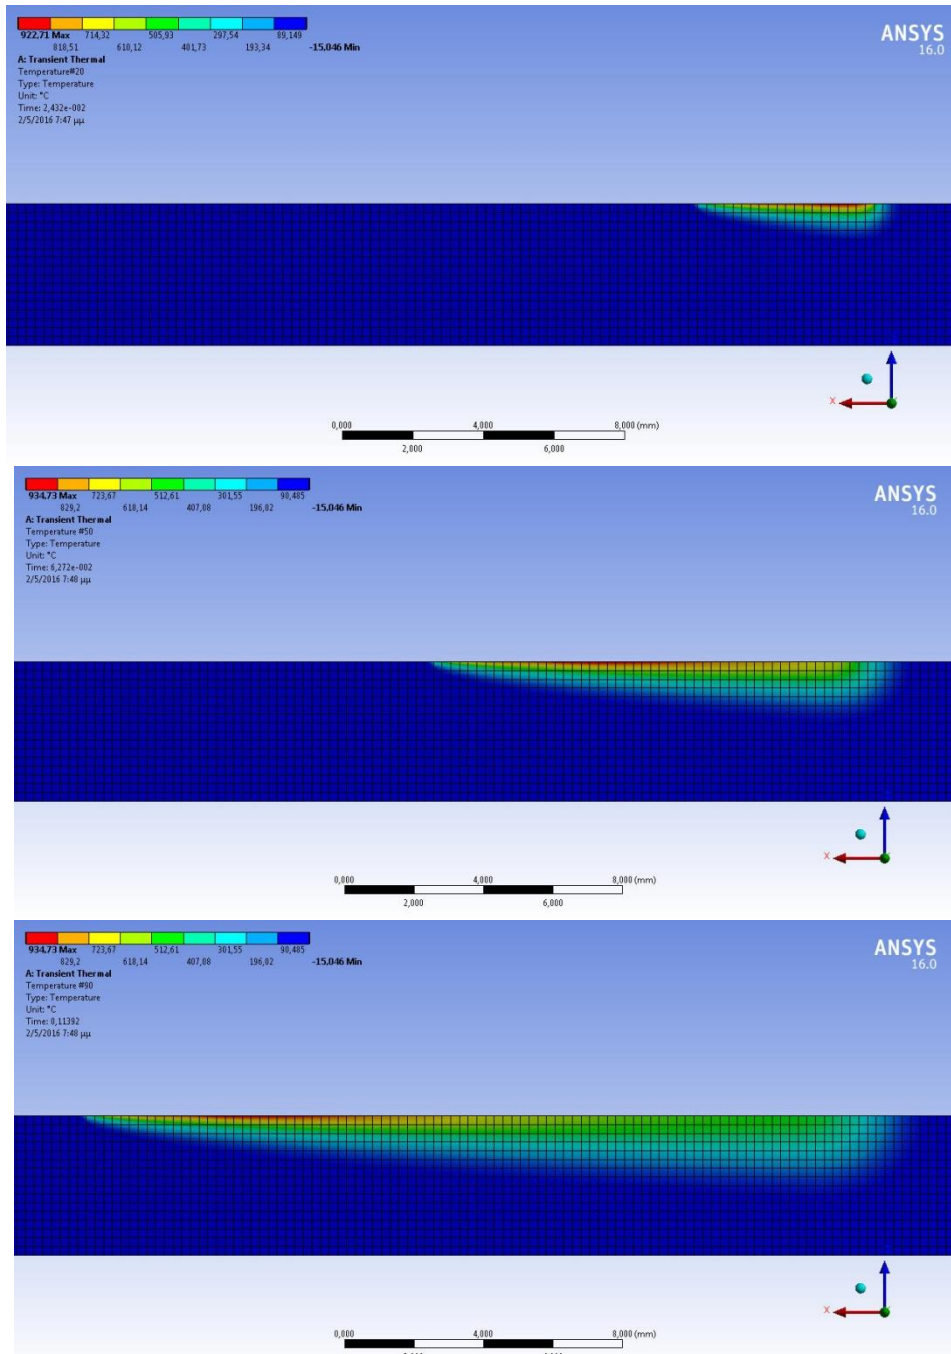 922,71 Max 714,32 505,93 297,54 89,149
818,51 610,12 401,73 193,34 -15,046 Min
A: Transient Thermal
Temperature#20
Type: Temperature
Unit: °C
Time: 2,432e-002
2/5/2016 7:47 μμ
ANSYS
16.0
X
0,000 4,000 8,000 (mm)
2,000 6,000
934,73 Max 723,67 512,61 301,55 90,485
829,2 618,14 407,08 196,02 -15,046 Min
A: Transient Thermal
Temperature #50
Type: Temperature
Unit: °C
Time: 6,272e-002
2/5/2016 7:48 μμ
ANSYS
16.0
X
0,000 4,000 8,000 (mm)
2,000 6,000
934,73 Max 723,67 512,61 301,55 90,485
829,2 618,14 407,08 196,02 -15,046 Min
A: Transient Thermal
Temperature #90
Type: Temperature
Unit: °C
Time: 0,11392
2/5/2016 7:48 μμ
ANSYS
16.0
X
0,000 4,000 8,000 (mm)